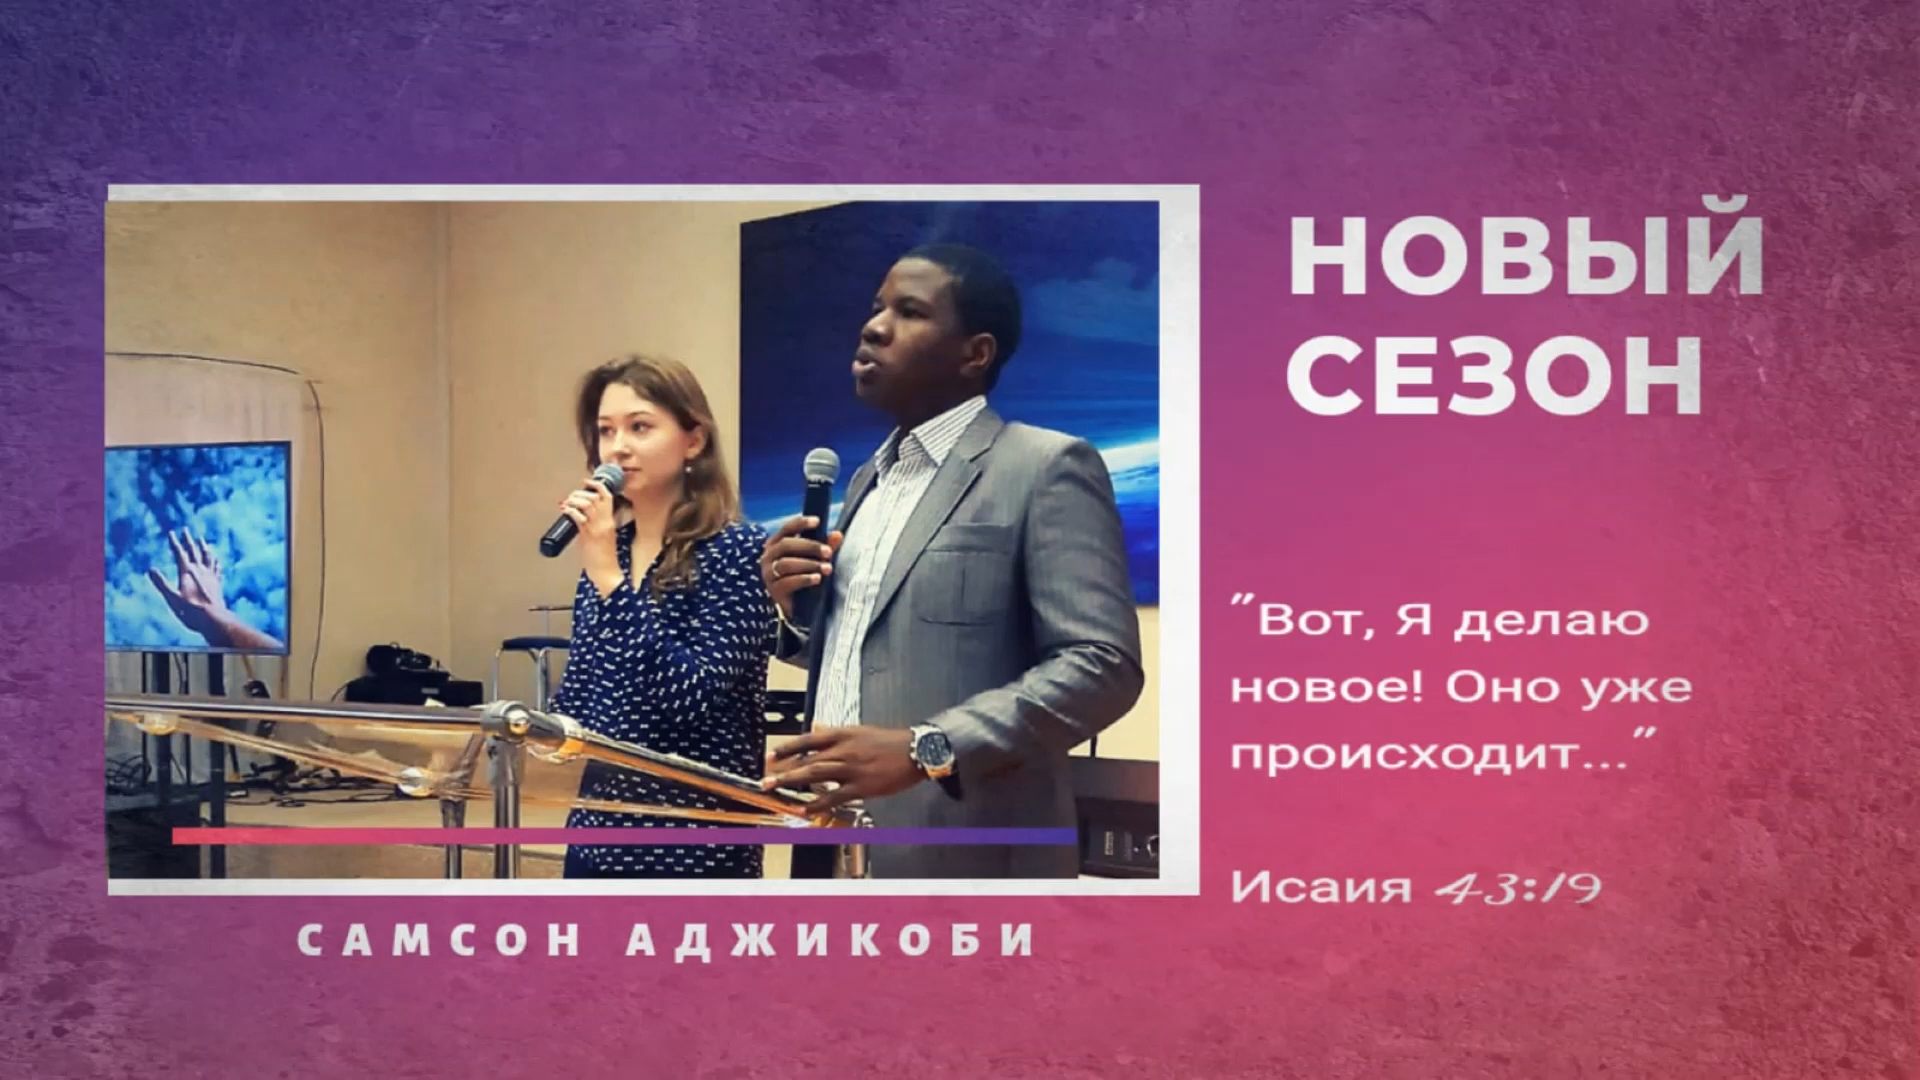 НОВЫЙ
СЕЗОН
"Вот, Я делаю
новое! Оно уже
происходит..."
Исаия 43:19
САМСОН АДЖИКОБИ